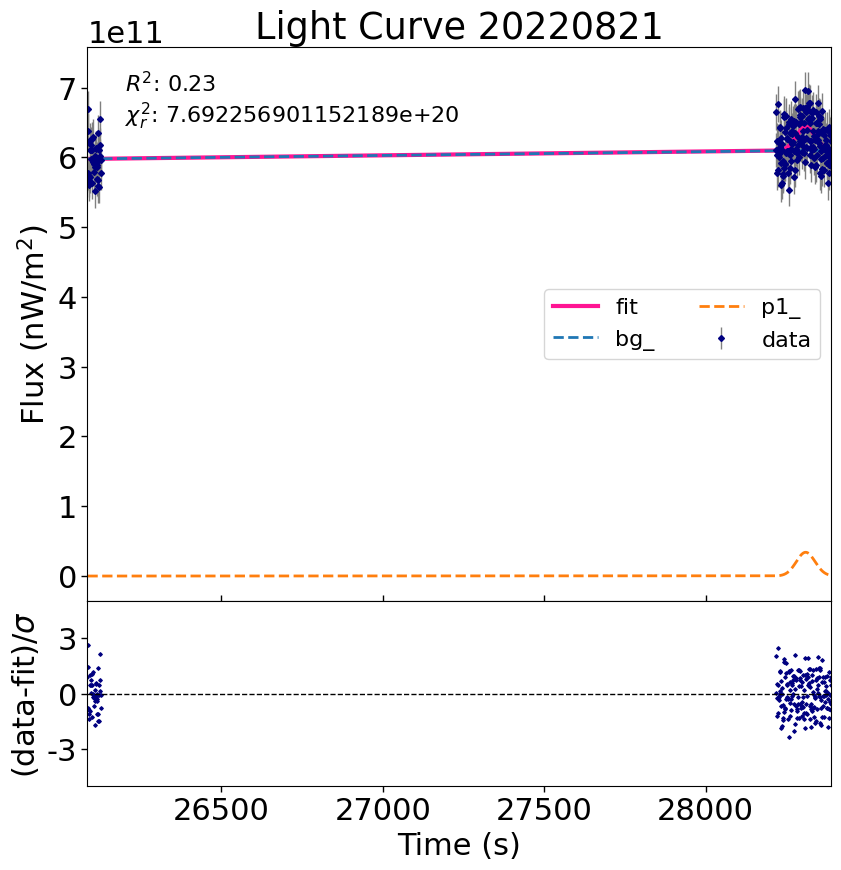 Light Curve 20220821
1e11
R²: 0.23
χ²ᵣ: 7.692256901152189e+20
7
6
5
4
3
2
1
0
Flux (nW/m²)
fit
bg_
p1_
data
3
0
-3
(data-fit)/σ
26500 27000 27500 28000
Time (s)